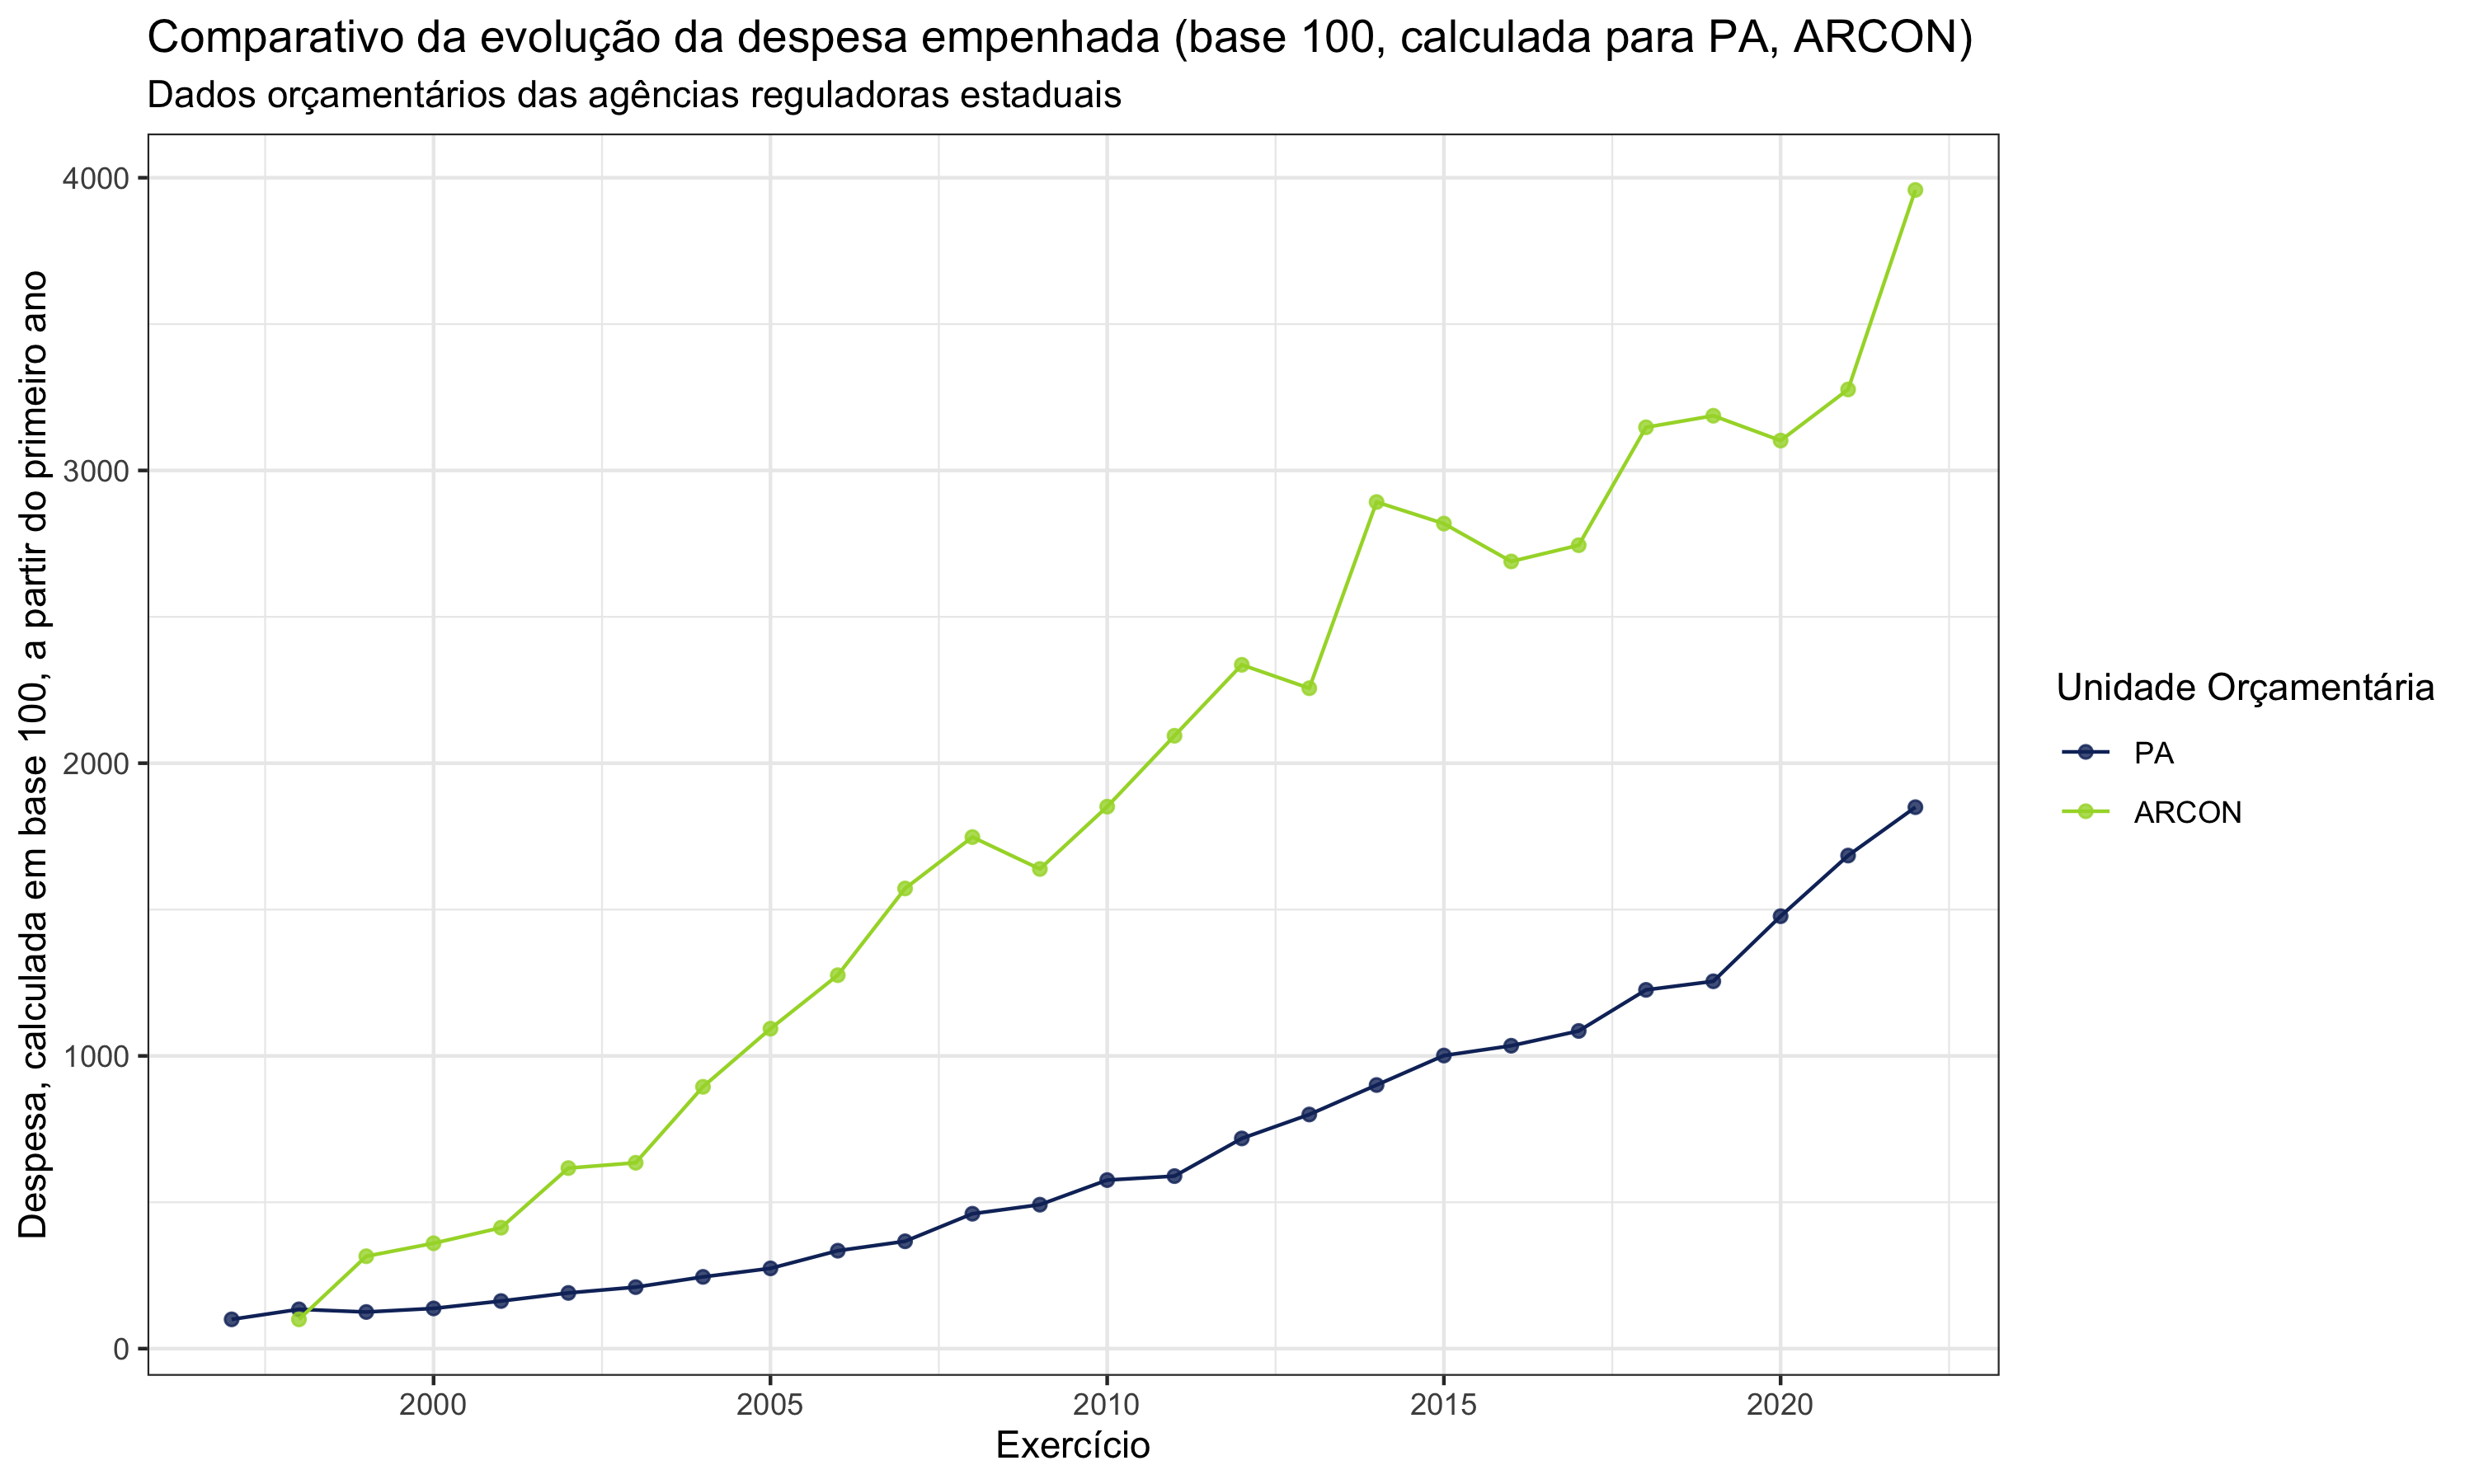 Comparativo da evolução da despesa empenhada (base 100, calculada para PA, ARCON)
Dados orçamentários das agências reguladoras estaduais
Despesa, calculada em base 100, a partir do primeiro ano
4000
3000
2000
1000
0
2000
2005
2010
2015
2020
Exercício
Unidade Orçamentária
PA
ARCON